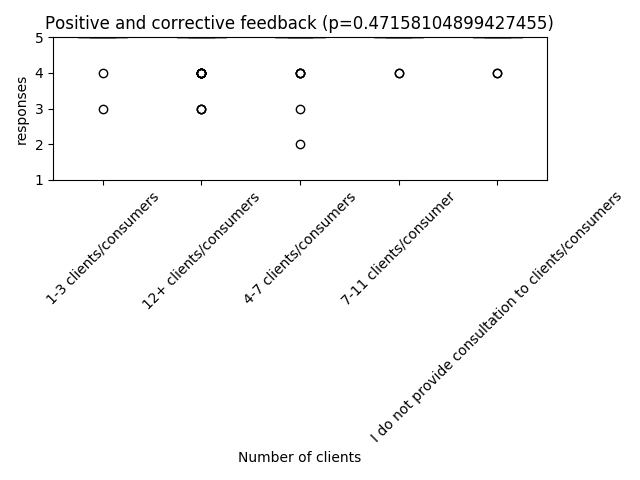 Positive and corrective feedback (p=0.47158104899427455)
responses
5
4
3
2
1
1-3 clients/consumers
12+ clients/consumers
4-7 clients/consumers
7-11 clients/consumer
I do not provide consultation to clients/consumers
Number of clients